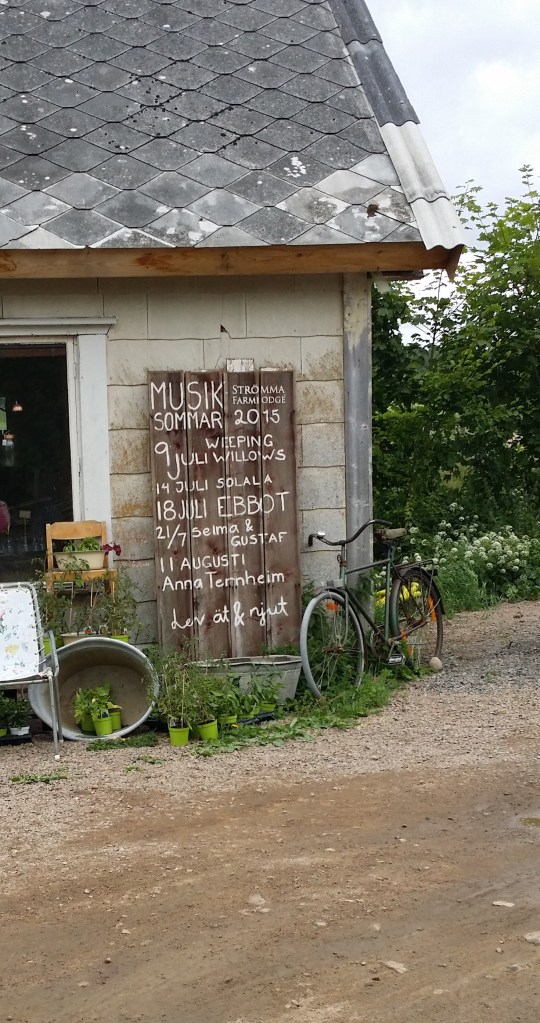 MUSIK STRÖMMA
SOMMAR FARMLODGE
2015
9 JULI WEEPING WILLOWS
14 JULI SOLALA
18 JULI EBBOT
21/7 Selma &
GUSTAF
11 AUGUSTI
Anna Ternheim
Lev ät & njut